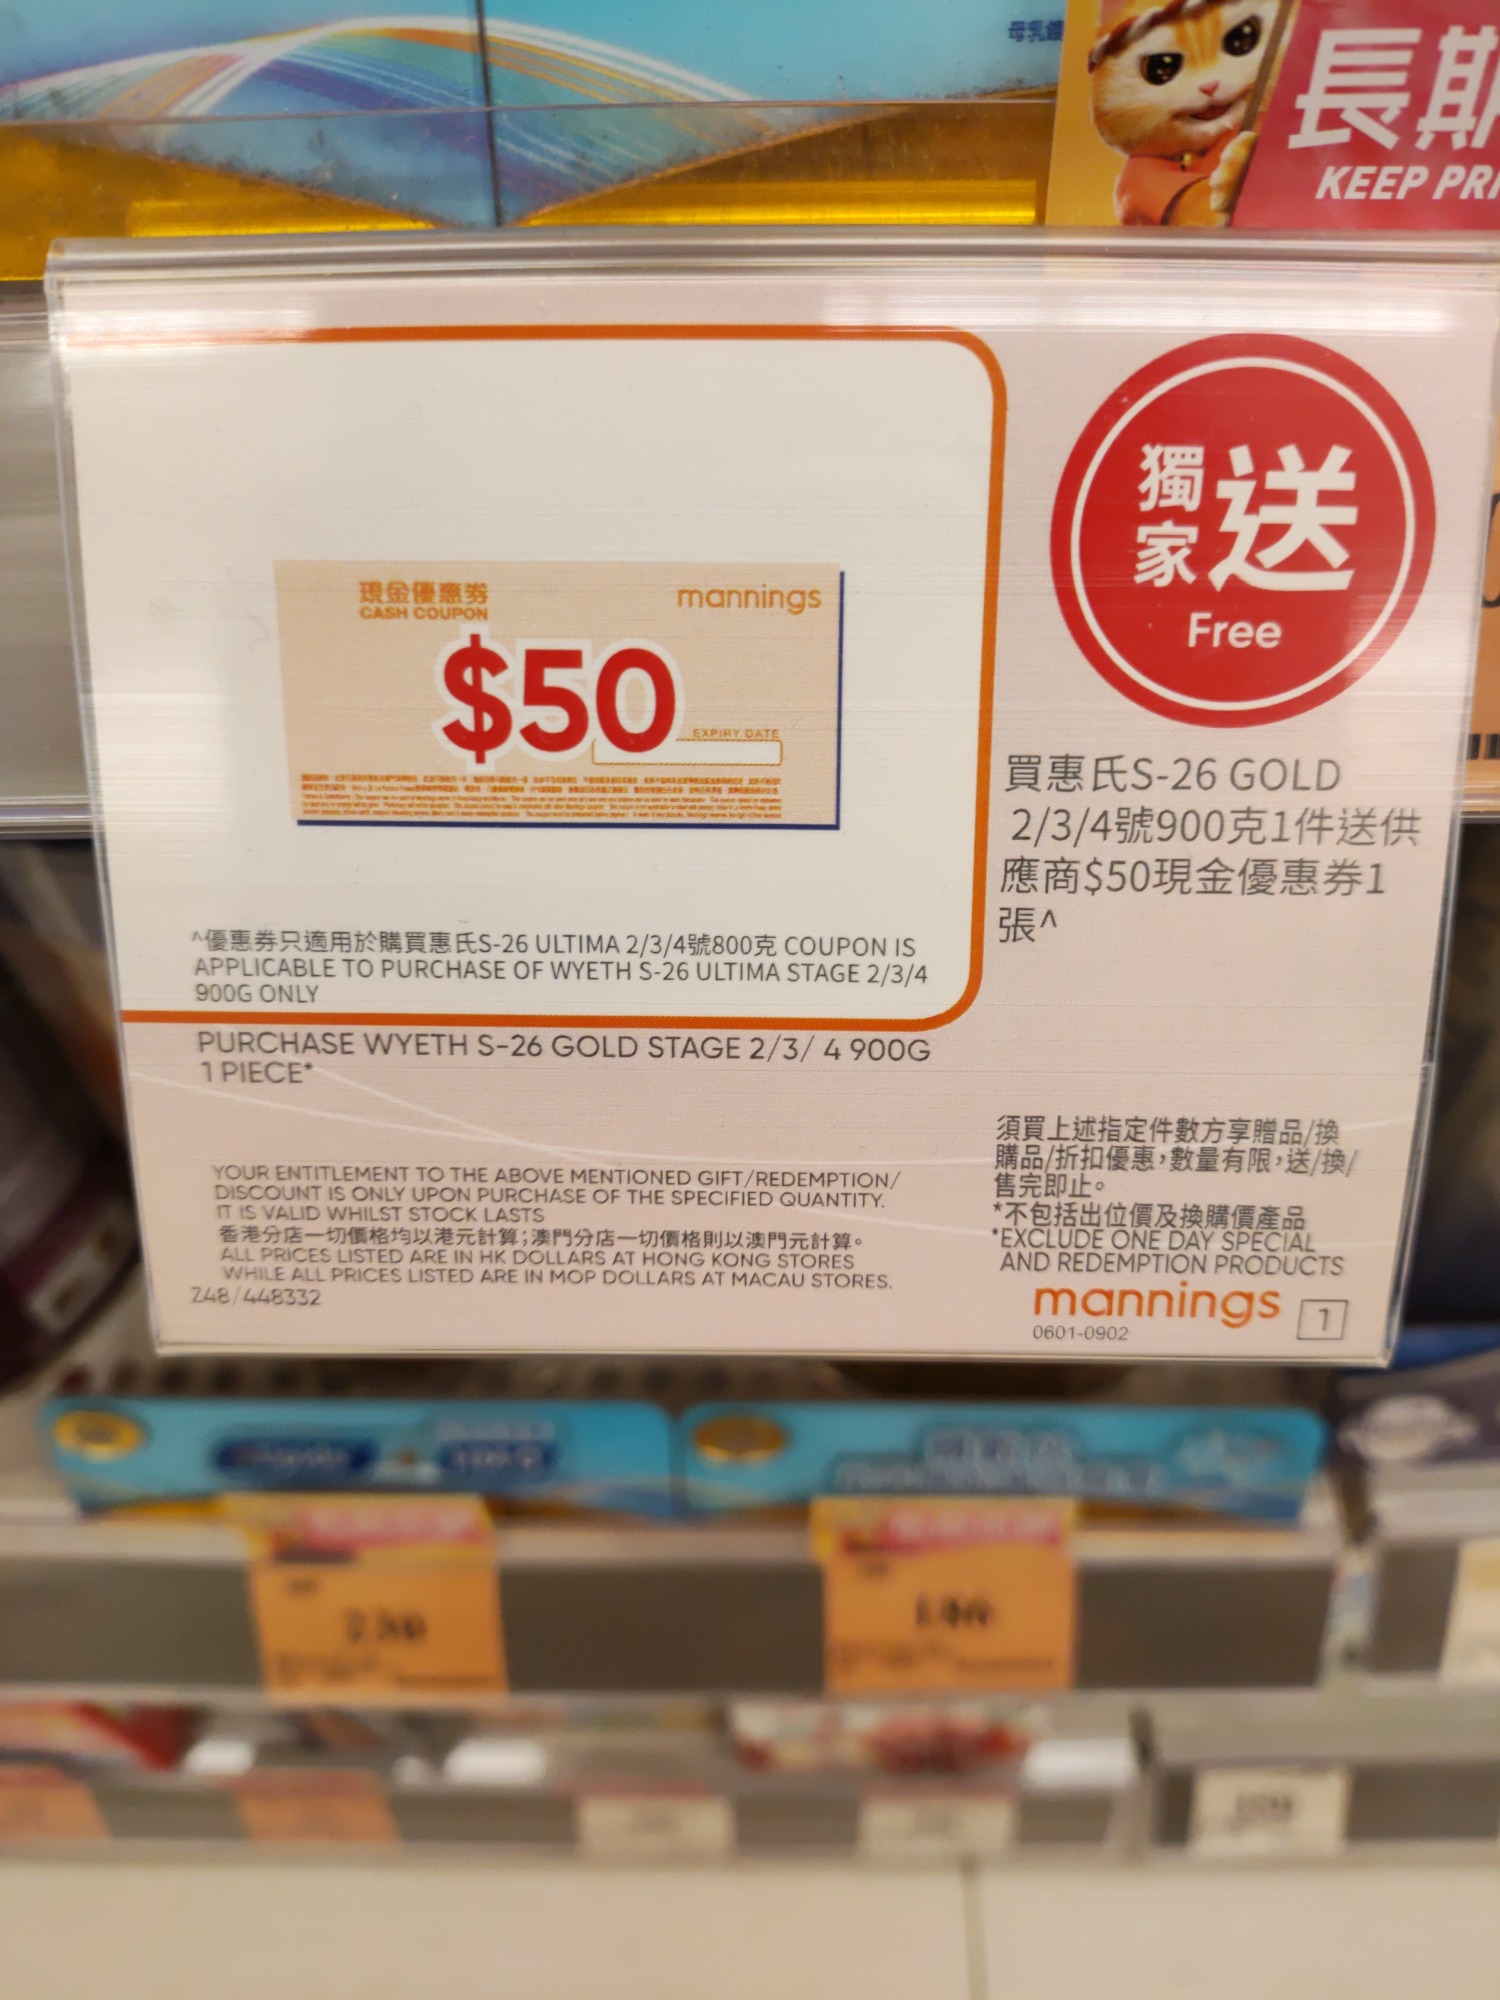 母乳餵
長期
KEEP PRI
現金優惠券
CASH COUPON
mannings
$50
EXPIRY DATE
獨家送
Free
買惠氏S-26 GOLD
2/3/4號900克1件送供
應商$50現金優惠券1
張^
^優惠券只適用於購買惠氏S-26 ULTIMA 2/3/4號800克 COUPON IS
APPLICABLE TO PURCHASE OF WYETH S-26 ULTIMA STAGE 2/3/4
900G ONLY
PURCHASE WYETH S-26 GOLD STAGE 2/3/ 4 900G
1 PIECE*
YOUR ENTITLEMENT TO THE ABOVE MENTIONED GIFT/REDEMPTION/
DISCOUNT IS ONLY UPON PURCHASE OF THE SPECIFIED QUANTITY.
IT IS VALID WHILST STOCK LASTS
香港分店一切價格均以港元計算;澳門分店一切價格則以澳門元計算。
ALL PRICES LISTED ARE IN HK DOLLARS AT HONG KONG STORES
WHILE ALL PRICES LISTED ARE IN MOP DOLLARS AT MACAU STORES.
Z48/448332
須買上述指定件數方享贈品/換
購品/折扣優惠,數量有限,送/換/
售完即止。
*不包括出位價及換購價產品
*EXCLUDE ONE DAY SPECIAL
AND REDEMPTION PRODUCTS
mannings
0601-0902
1